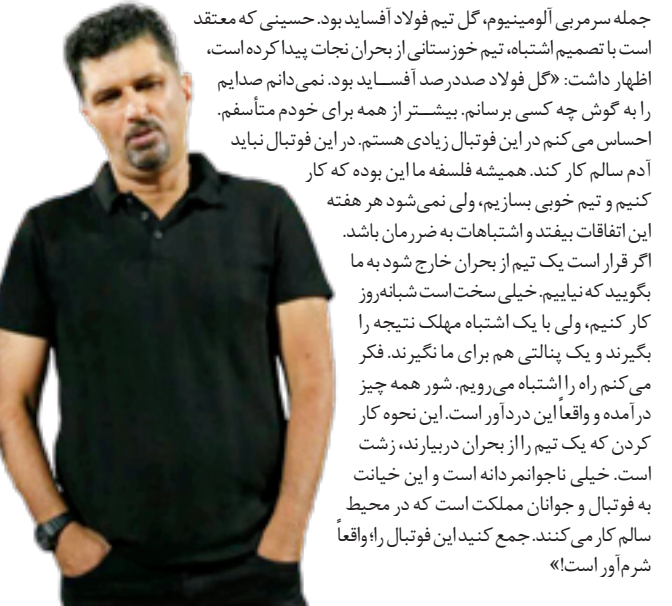 جمله سرمربی آلومینیوم، گل تیم فولاد آفساید بود. حسینی که معتقد
است با تصمیم اشتباه، تیم خوزستانی از بحران نجات پیدا کرده است،
اظهار داشت: «گل فولاد صددرصد آفســاید بود. نمی‌دانم صدایم
را به گوش چه کسی برسانم. بیشــتر از همه برای خودم متأسفم.
احساس می کنم در این فوتبال زیادی هستم. در این فوتبال نباید
آدم سالم کار کند. همیشه فلسفه ما این بوده که کار
کنیم و تیم خوبی بسازیم، ولی نمی‌شود هر هفته
این اتفاقات بیفتد و اشتباهات به ضررمان باشد.
اگر قرار است یک تیم از بحران خارج شود به ما
بگویید که نیاییم. خیلی سخت است شبانه‌روز
کار کنیم، ولی با یک اشتباه مهلک نتیجه را
بگیرند و یک پنالتی هم برای ما نگیرند. فکر
می کنم راه را اشتباه می‌رویم. شور همه چیز
درآمده و واقعاً این دردآور است. این نحوه کار
کردن که یک تیم را از بحران دربیارند، زشت
است. خیلی ناجوانمردانه است و این خیانت
به فوتبال و جوانان مملکت است که در محیط
سالم کار می‌کنند. جمع کنید این فوتبال را؛ واقعاً
شرم‌آور است!»